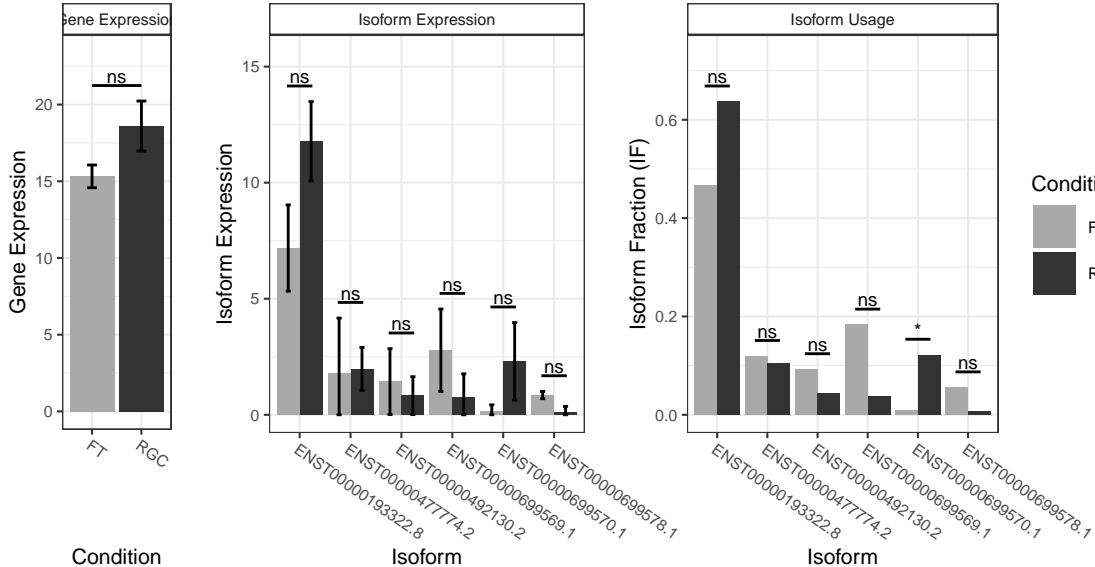 Gene Expression
Isoform Expression
Isoform Usage
Gene Expression
20
15
10
5
0
ns
FT
RGC
Condition
Isoform Expression
15
10
5
0
ns
ns
ns
ns
ns
ns
ENST00000193322.8
ENST00000477774.2
ENST00000492130.2
ENST00000699569.1
ENST00000699570.1
ENST00000699578.1
Isoform
Isoform Fraction (IF)
0.6
0.4
0.2
0.0
ns
ns
ns
ns
*
ns
ENST00000193322.8
ENST00000477774.2
ENST00000492130.2
ENST00000699569.1
ENST00000699570.1
ENST00000699578.1
Isoform
Conditi
F
R